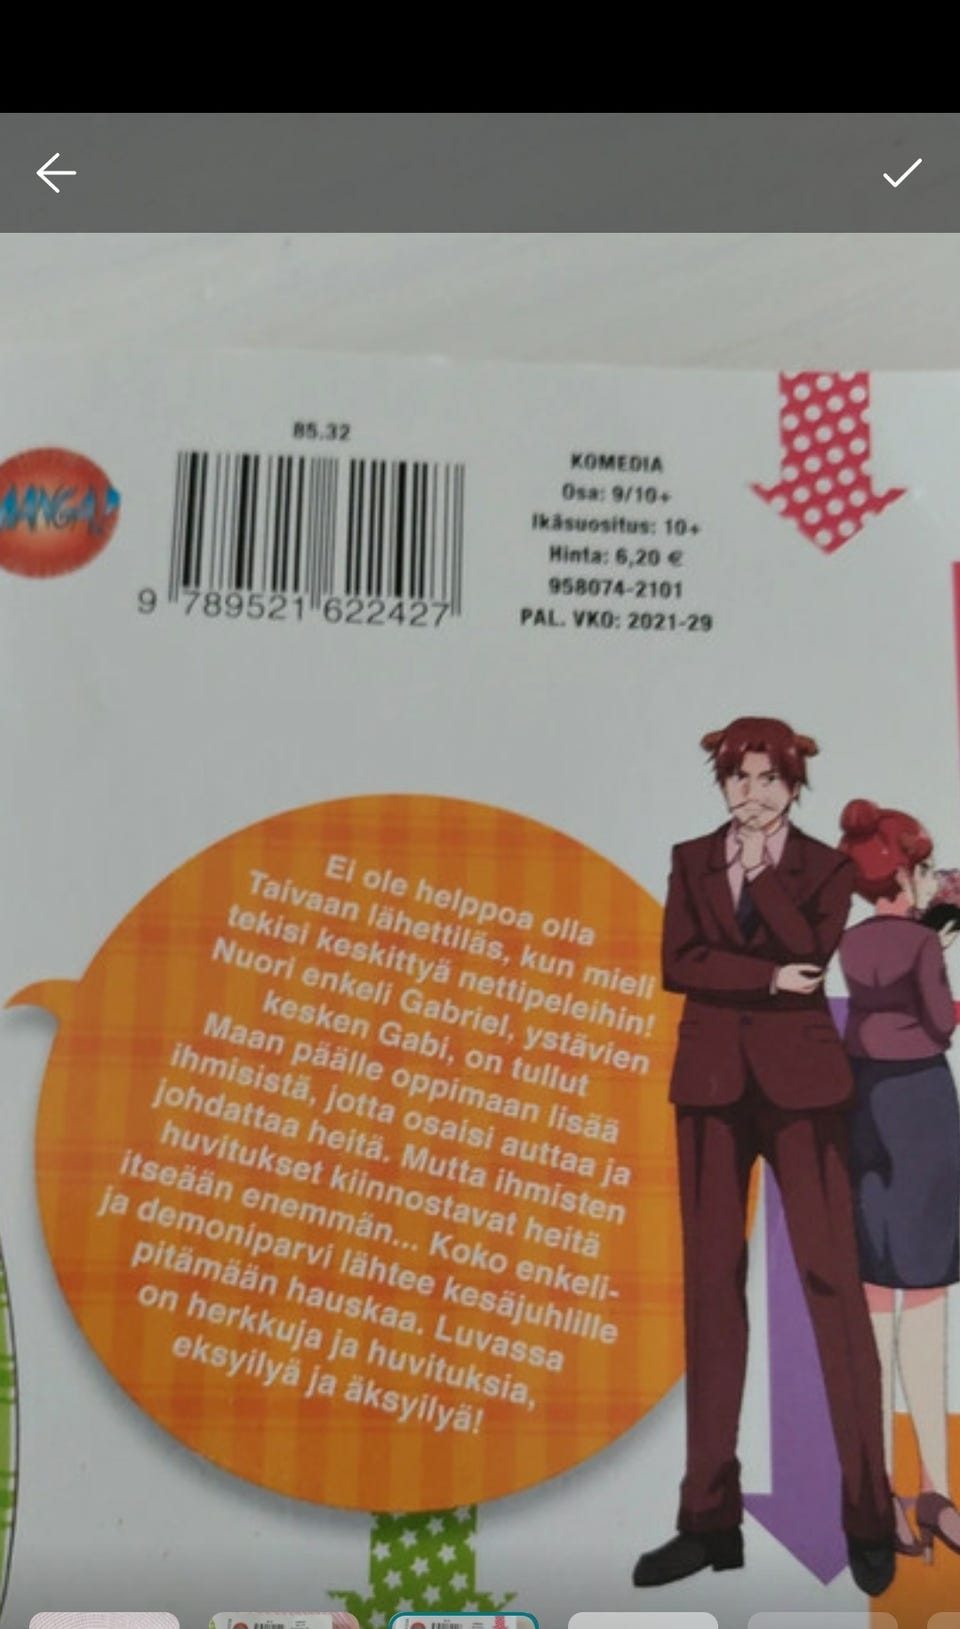 85.32
MANGA!
9 789521 622427
KOMEDIA
Osa: 9/10+
Ikäsuositus: 10+
Hinta: 6,20 €
958074-2101
PAL. VKO: 2021-29
Ei ole helppoa olla
Taivaan lähettiläs, kun mieli
tekisi keskittyä nettipeleihin!
Nuori enkeli Gabriel, ystävien
kesken Gabi, on tullut
Maan päälle oppimaan lisää
ihmisistä, jotta osaisi auttaa ja
johdattaa heitä. Mutta ihmisten
huvitukset kiinnostavat heitä
itseään enemmän... Koko enkeli-
ja demoniparvi lähtee kesäjuhlille
pitämään hauskaa. Luvassa
on herkkuja ja huvituksia,
eksyilyä ja äksyilyä!